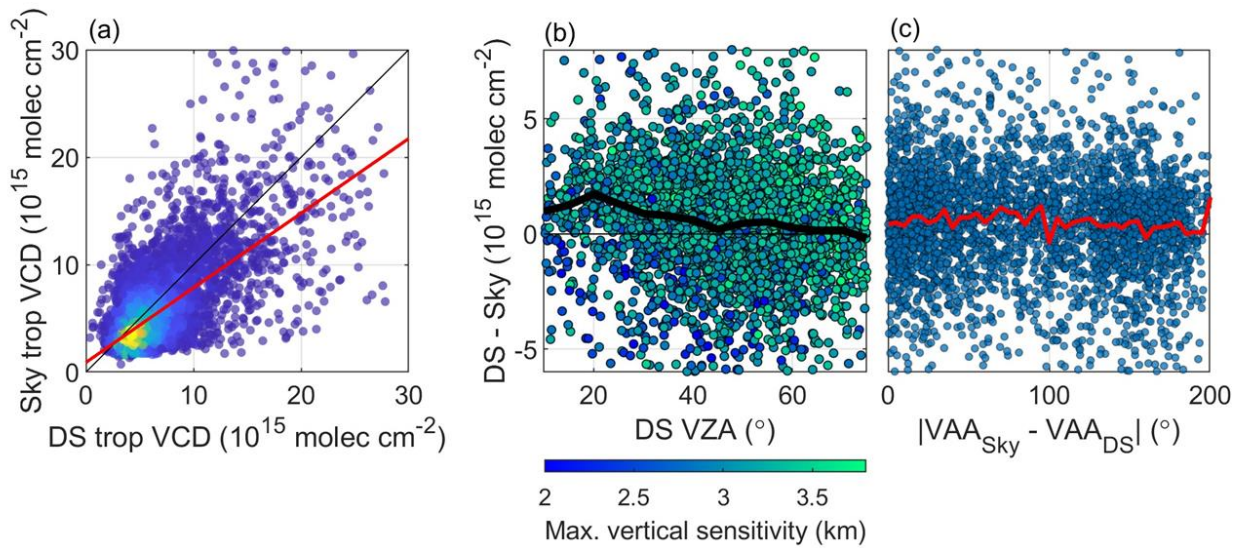 (a)
Sky trop VCD (10^15 molec cm^-2)
30
20
10
0
0 10 20 30
DS trop VCD (10^15 molec cm^-2)
(b)
DS - Sky (10^15 molec cm^-2)
5
0
-5
20 40 60
DS VZA (°)
2 2.5 3 3.5
Max. vertical sensitivity (km)
(c)
0 100 200
|VAA_Sky - VAA_DS| (°)